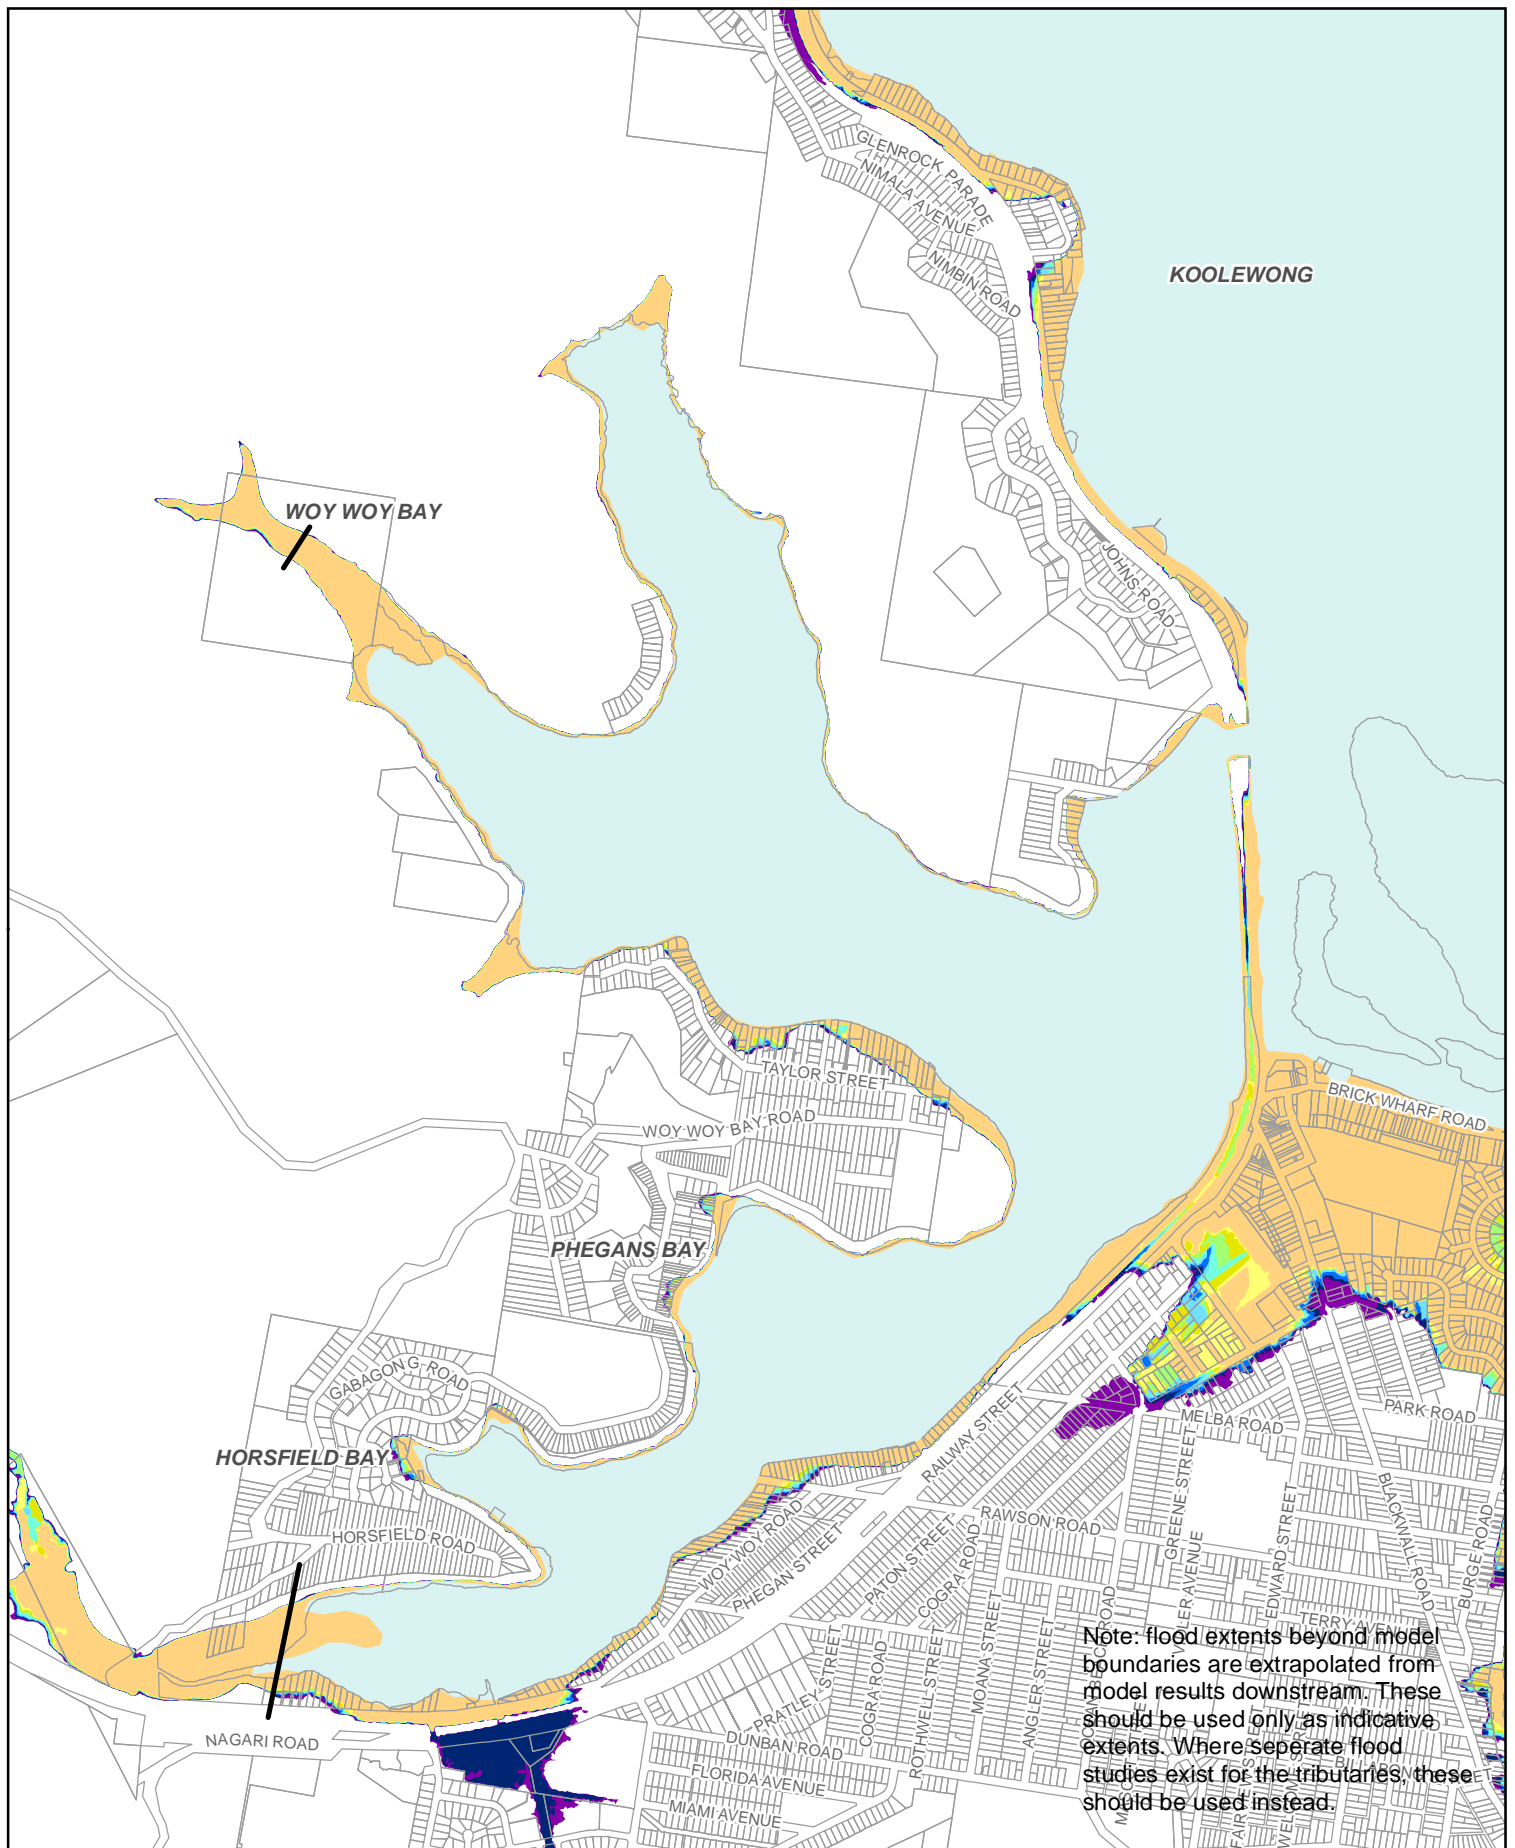 GLENROCK PARADE
NIMALA AVENUE
NIMBIN ROAD
KOOLEWONG
WOY WOY BAY
JOHNS ROAD
TAYLOR STREET
BRICK WHARF ROAD
WOY WOY BAY ROAD
PHEGANS BAY
GABAGONG ROAD
RAILWAY STREET
MELBA ROAD
PARK ROAD
HORSFIELD BAY
HORSFIELD ROAD
WOY WOY ROAD
PHEGAN STREET
PATON STREET
COGRA ROAD
RAWSON ROAD
GREENE STREET
EDWARD STREET
BLACKWALL ROAD
BURGE ROAD
TERRY AVENUE
MOANA STREET
ANGLER STREET
ROTHWELL STREET
COGRA ROAD
PRATLEY STREET
DUNBAN ROAD
FLORIDA AVENUE
MIAMI AVENUE
NAGARI ROAD
Note: flood extents beyond model
boundaries are extrapolated from
model results downstream. These
should be used only as indicative
extents. Where seperate flood
studies exist for the tributaries, these
should be used instead.